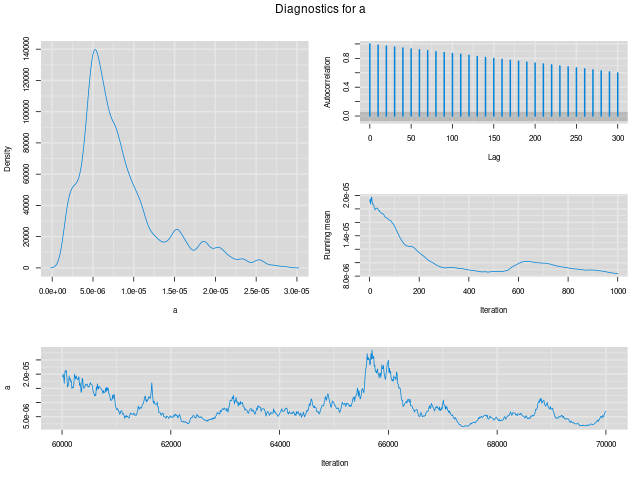 Diagnostics for a
Density
0 20000 40000 60000 80000 100000 120000 140000
0.0e+00 5.0e-06 1.0e-05 1.5e-05 2.0e-05 2.5e-05 3.0e-05
a
Autocorrelation
0.0 0.4 0.8
0 50 100 150 200 250 300
Lag
Running mean
8.0e-06 1.4e-05 2.0e-05
0 200 400 600 800 1000
Iteration
a
5.0e-06 2.0e-05
60000 62000 64000 66000 68000 70000
Iteration